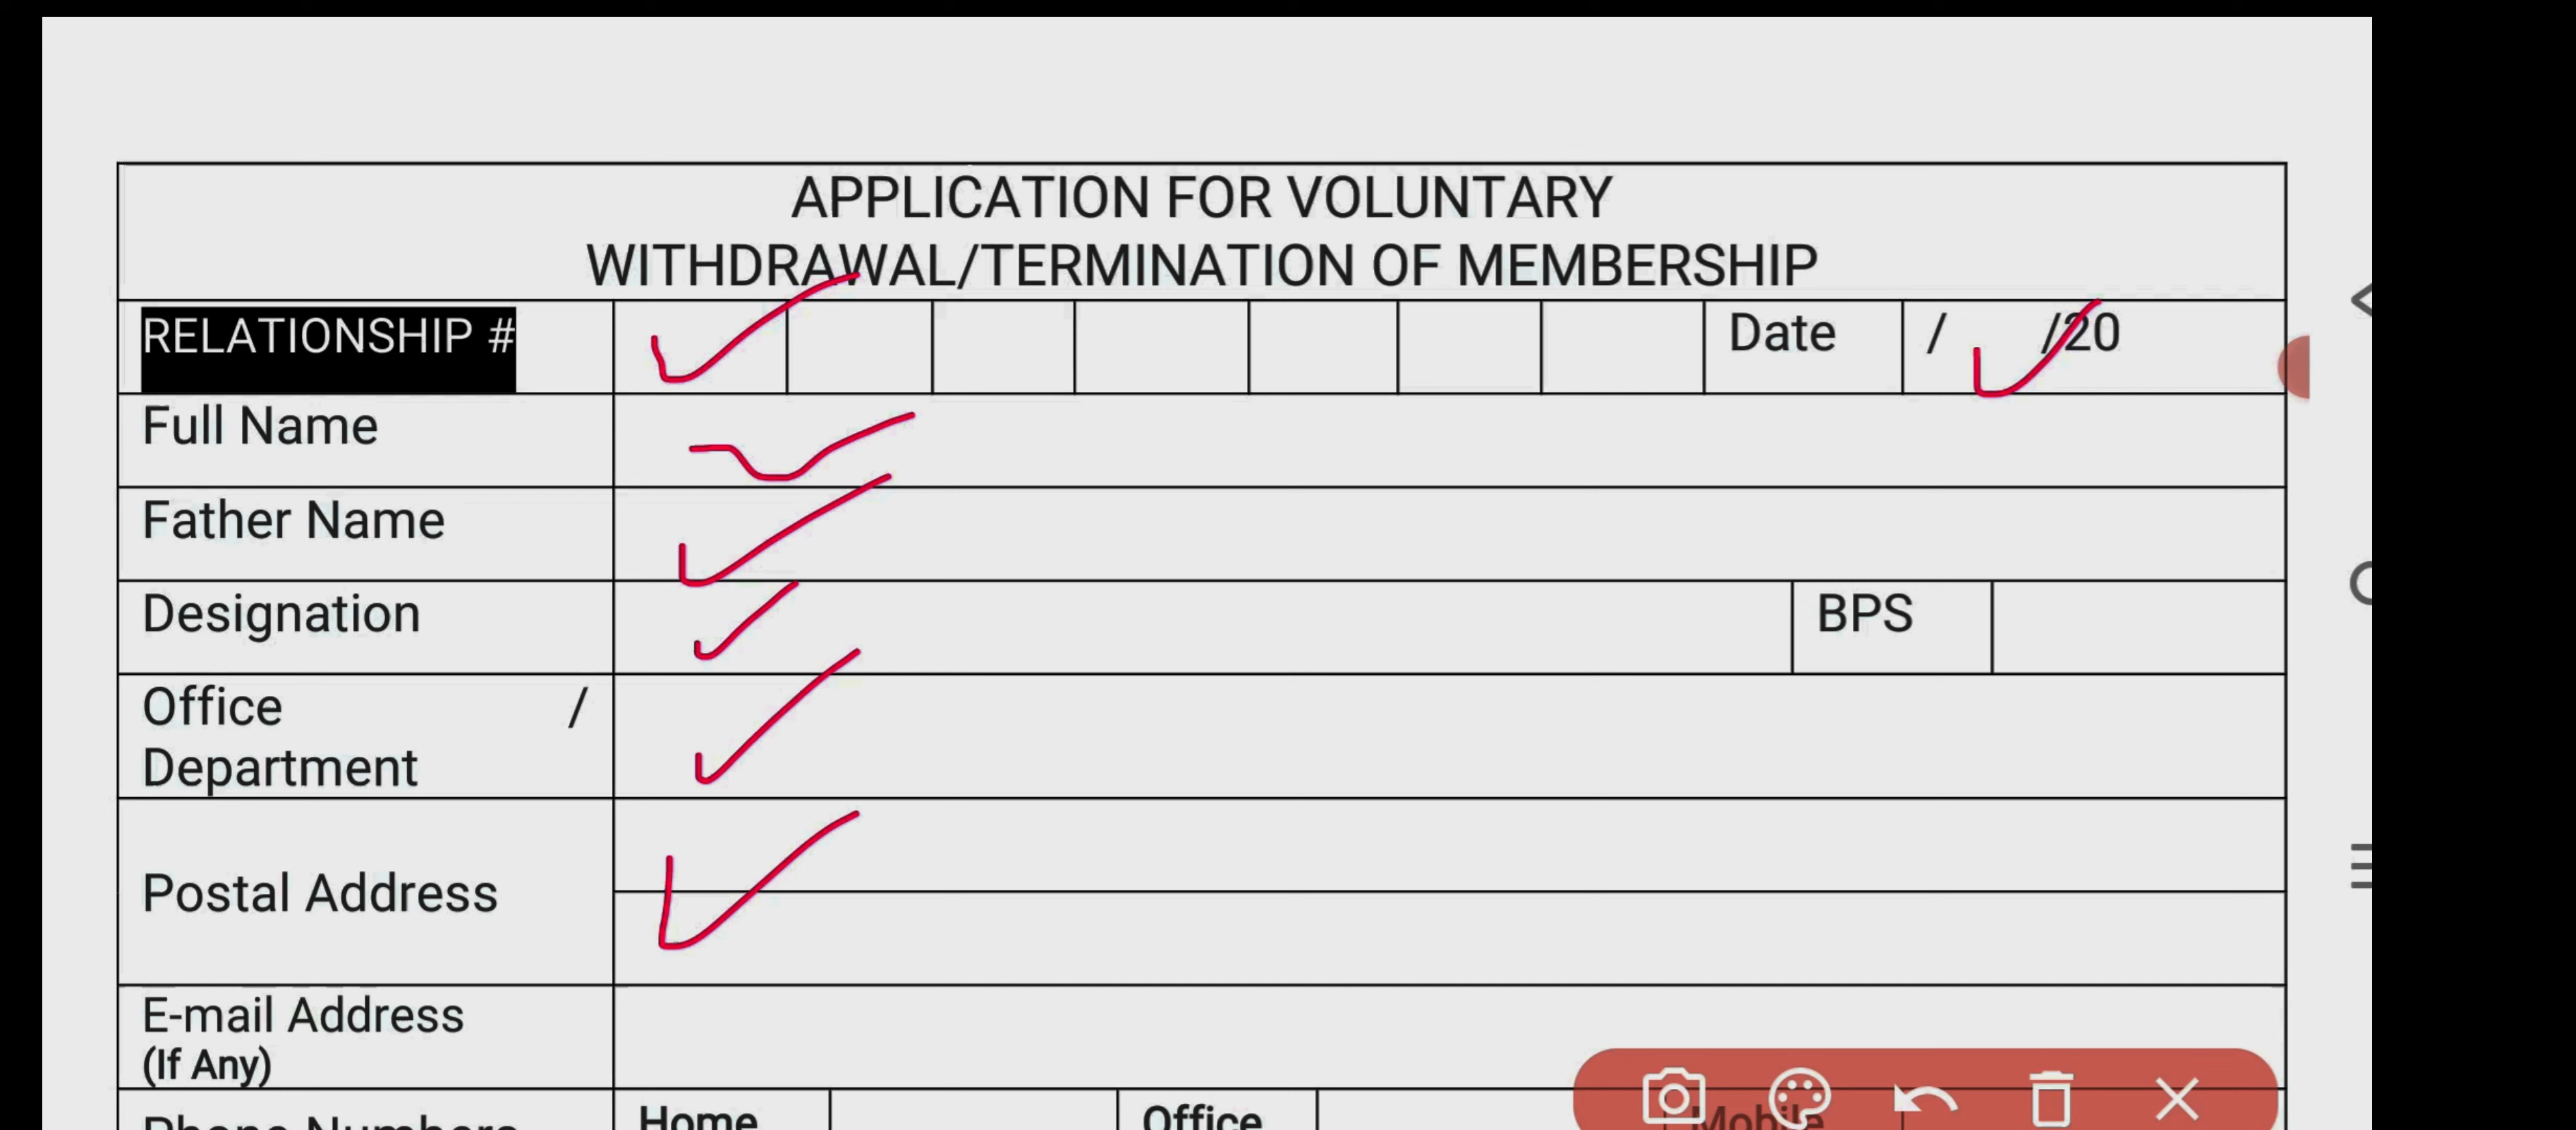 APPLICATION FOR VOLUNTARY
WITHDRAWAL/TERMINATION OF MEMBERSHIP
RELATIONSHIP # Date / /20
Full Name
Father Name
Designation BPS
Office /
Department
Postal Address
E-mail Address
(If Any)
Phone Numbers Home Office Mobile